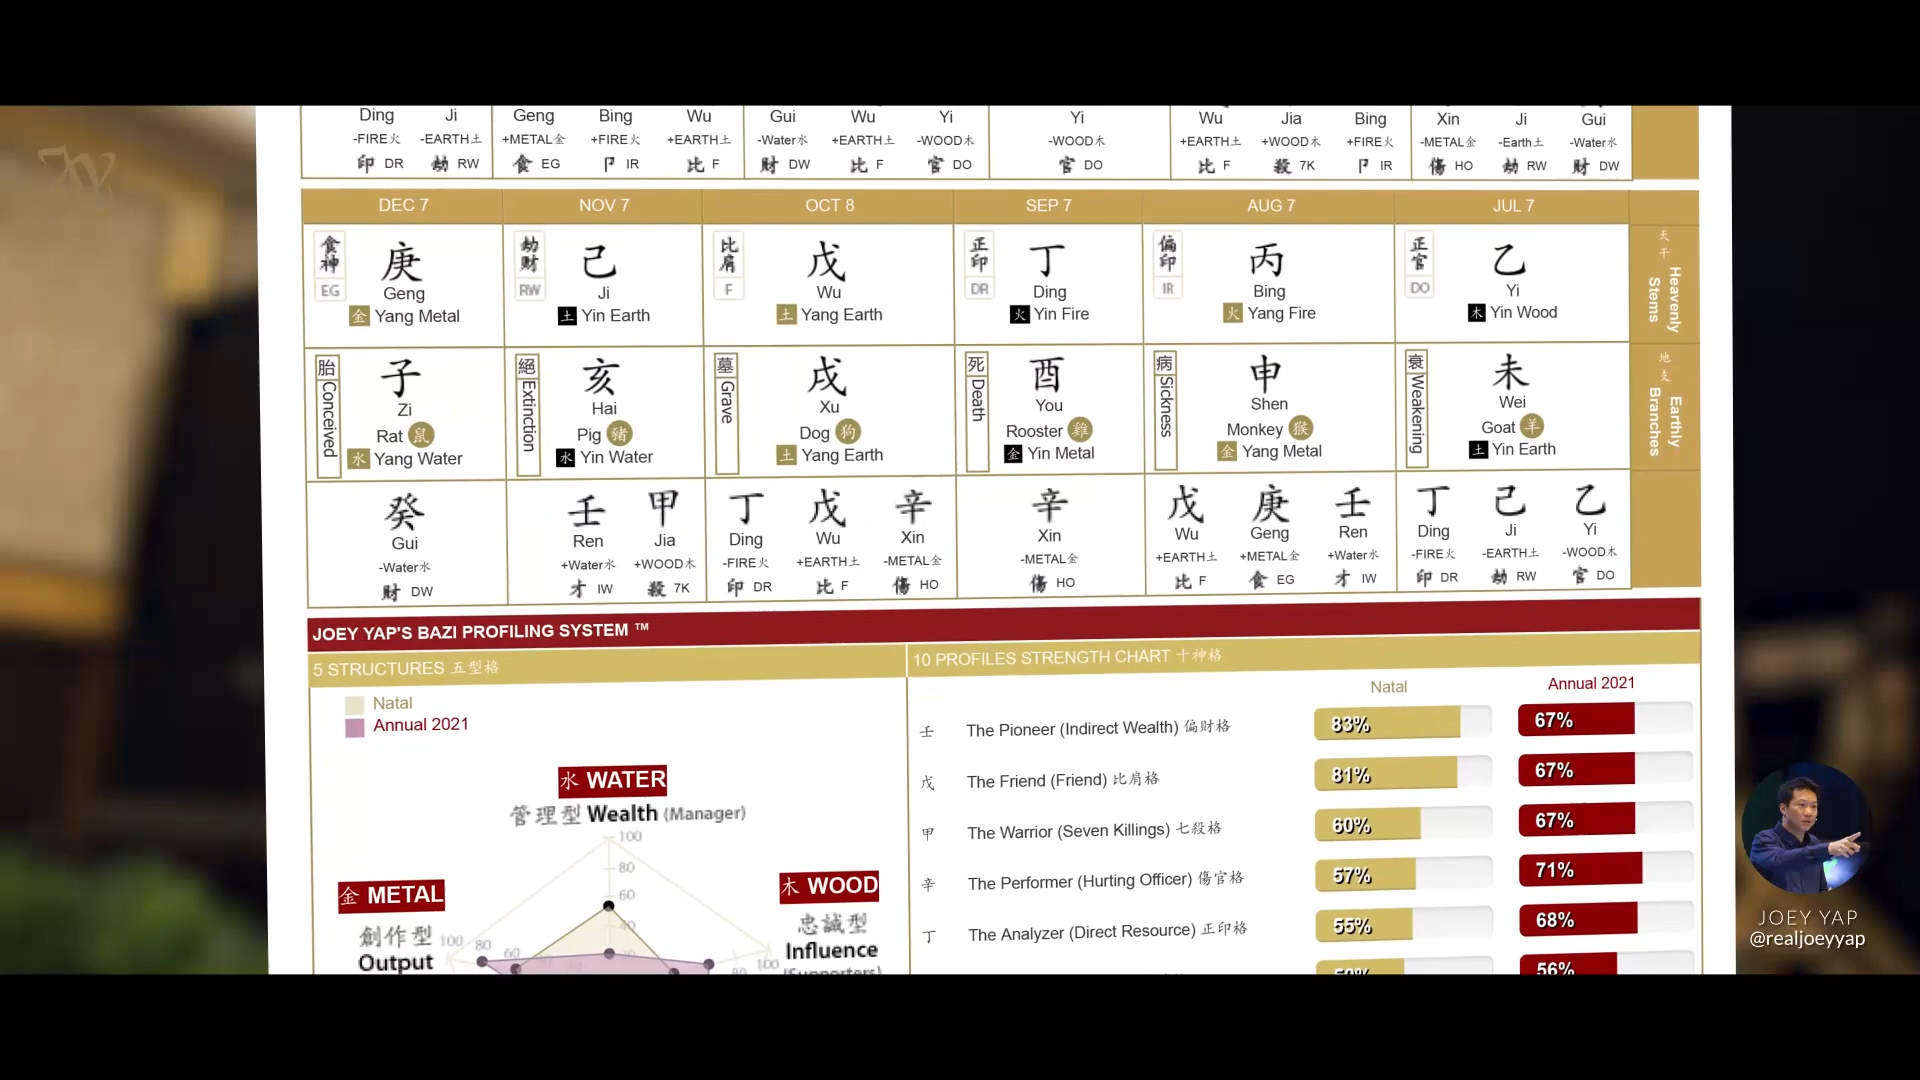 Ding Ji Geng Bing Wu Gui Wu Yi Yi Wu Jia Bing Xin Ji Gui
-FIRE火 -EARTH土 +METAL金 +FIRE火 +EARTH土 -Water水 +EARTH土 -WOOD木 -WOOD木 +EARTH土 +WOOD木 +FIRE火 -METAL金 -Earth土 -Water水
印 DR 劫 RW 食 EG 卩 IR 比 F 財 DW 比 F 官 DO 官 DO 比 F 殺 7K 卩 IR 傷 HO 劫 RW 財 DW
DEC 7 NOV 7 OCT 8 SEP 7 AUG 7 JUL 7
食神 EG 庚 劫財 RW 己 比肩 F 戊 正印 DR 丁 偏印 IR 丙 正官 DO 乙 天干 Heavenly Stems
Geng Ji Wu Ding Bing Yi
金 Yang Metal 土 Yin Earth 土 Yang Earth 火 Yin Fire 火 Yang Fire 木 Yin Wood
胎 Conceived 子 絕 Extinction 亥 墓 Grave 戌 死 Death 酉 病 Sickness 申 衰 Weakening 未 地支 Earthly Branches
Zi Hai Xu You Shen Wei
Rat 鼠 Pig 豬 Dog 狗 Rooster 雞 Monkey 猴 Goat 羊
水 Yang Water 水 Yin Water 土 Yang Earth 金 Yin Metal 金 Yang Metal 土 Yin Earth
癸 壬 甲 丁 戊 辛 辛 戊 庚 壬 丁 己 乙
Gui Ren Jia Ding Wu Xin Xin Wu Geng Ren Ding Ji Yi
-Water水 +Water水 +WOOD木 -FIRE火 +EARTH土 -METAL金 -METAL金 +EARTH土 +METAL金 +Water水 -FIRE火 -EARTH土 -WOOD木
財 DW 才 IW 殺 7K 印 DR 比 F 傷 HO 傷 HO 比 F 食 EG 才 IW 印 DR 劫 RW 官 DO
JOEY YAP'S BAZI PROFILING SYSTEM ™
5 STRUCTURES 五型格
Natal
Annual 2021
水 WATER
管理型 Wealth (Manager)
100
80
60
40
金 METAL
創作型
Output
100 80 60
木 WOOD
忠誠型
Influence
(Supporters)
80 100
10 PROFILES STRENGTH CHART 十神格
Natal Annual 2021
壬 The Pioneer (Indirect Wealth) 偏財格 83% 67%
戊 The Friend (Friend) 比肩格 81% 67%
甲 The Warrior (Seven Killings) 七殺格 60% 67%
辛 The Performer (Hurting Officer) 傷官格 57% 71%
丁 The Analyzer (Direct Resource) 正印格 55% 68%
56%
JOEY YAP
@realjoeyyap